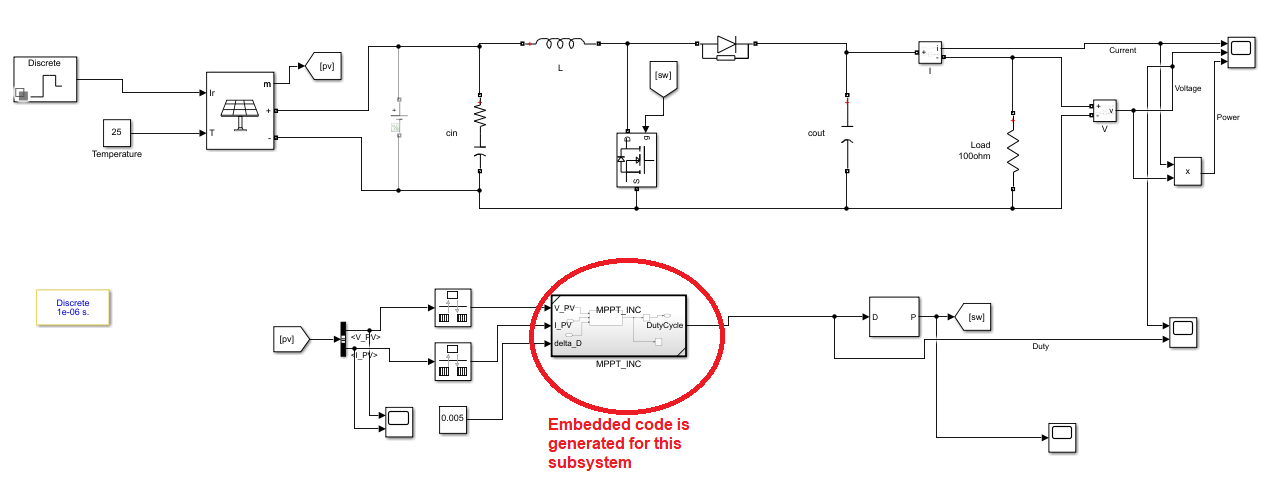 Discrete
Ir
T
m
+
-
25
Temperature
[pv]
cin
L
[sw]
g
D
S
cout
+
i
-
I
Current
Load
100ohm
+
-
v
V
Voltage
Power
x
Discrete
1e-06 s.
[pv]
<V_PV>
<I_PV>
0.005
V_PV
I_PV
delta_D
MPPT_INC
DutyCycle
MPPT_INC
D
P
[sw]
Duty
Embedded code is
generated for this
subsystem